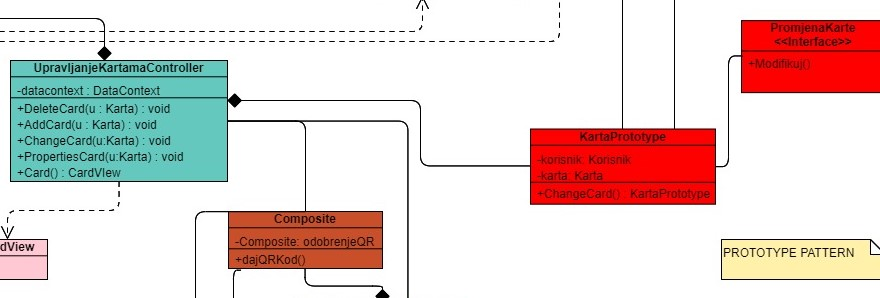 UpravljanjeKartamaController
-datacontext : DataContext
+DeleteCard(u : Karta) : void
+AddCard(u : Karta) : void
+ChangeCard(u:Karta) : void
+PropertiesCard(u:Karta) : void
+Card() : CardVIew
PromjenaKarte
<<Interface>>
+Modifikuj()
KartaPrototype
-korisnik: Korisnik
-karta: Karta
+ChangeCard() : KartaPrototype
Composite
-Composite: odobrenjeQR
+dajQRKod()
dView
PROTOTYPE PATTERN